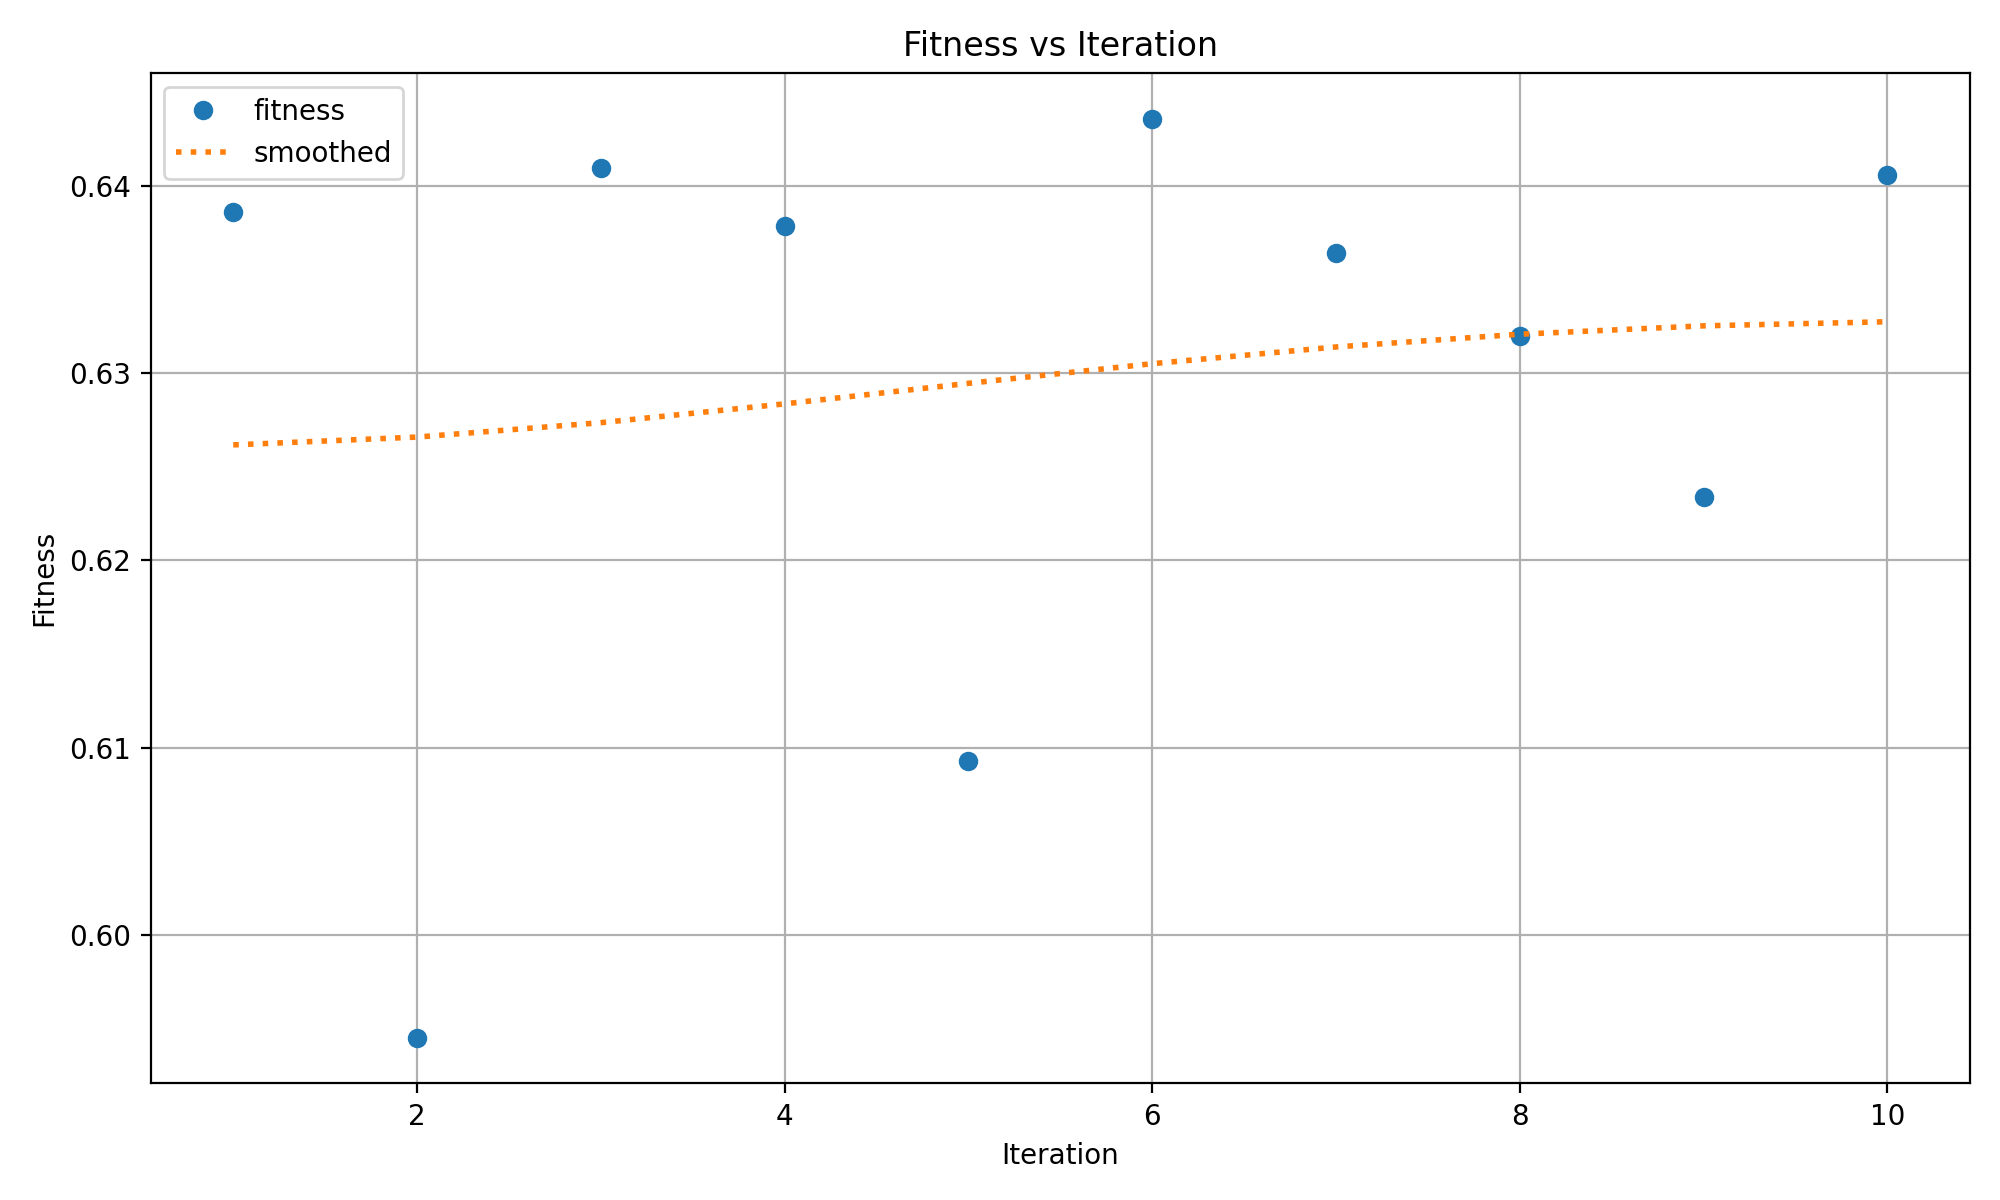 Fitness vs Iteration
fitness
smoothed
0.64
0.63
0.62
0.61
0.60
Fitness
2 4 6 8 10
Iteration